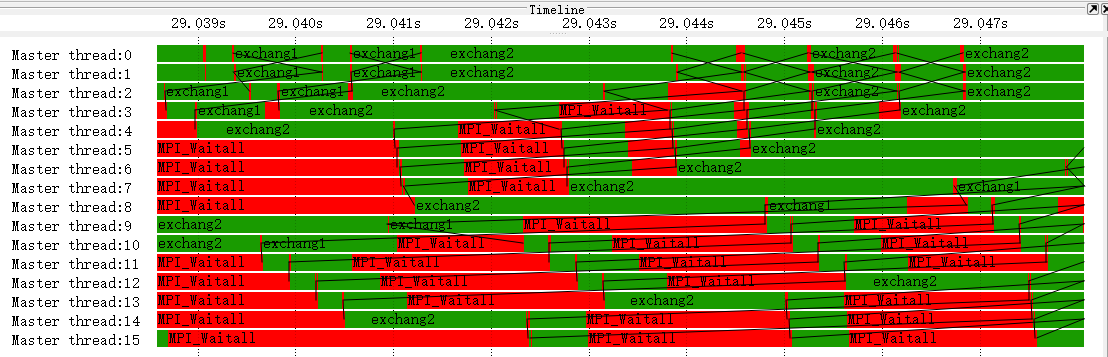 Timeline
29.039s 29.040s 29.041s 29.042s 29.043s 29.044s 29.045s 29.046s 29.047s
Master thread:0 exchang1 exchang1 exchang2 exchang2 exchang2
Master thread:1 exchang1 exchang1 exchang2 exchang2 exchang2
Master thread:2 exchang1 exchang1 exchang2 exchang2 exchang2
Master thread:3 exchang1 exchang2 MPI_Waitall exchang2
Master thread:4 exchang2 MPI_Waitall exchang2
Master thread:5 MPI_Waitall MPI_Waitall exchang2
Master thread:6 MPI_Waitall MPI_Waitall exchang2
Master thread:7 MPI_Waitall MPI_Waitall exchang2 exchang1
Master thread:8 MPI_Waitall exchang2 exchang1
Master thread:9 exchang2 exchang1 MPI_Waitall MPI_Waitall
Master thread:10 exchang2 exchang1 MPI_Waitall MPI_Waitall MPI_Waitall
Master thread:11 MPI_Waitall MPI_Waitall MPI_Waitall MPI_Waitall
Master thread:12 MPI_Waitall MPI_Waitall MPI_Waitall exchang2
Master thread:13 MPI_Waitall MPI_Waitall exchang2 MPI_Waitall
Master thread:14 MPI_Waitall exchang2 MPI_Waitall MPI_Waitall
Master thread:15 MPI_Waitall MPI_Waitall MPI_Waitall